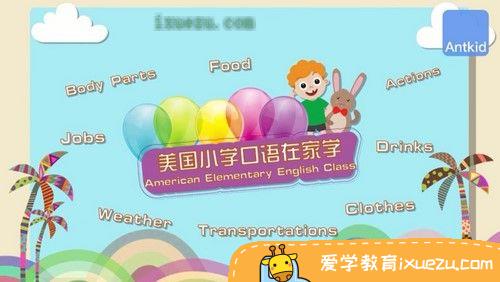 ixuezu.com
Antkid
Food
Body Parts
Actions
Jobs
Drinks
美国小学口语在家学
American Elementary English Class
Weather
Transportations
Clothes
爱学教育ixuezu.com